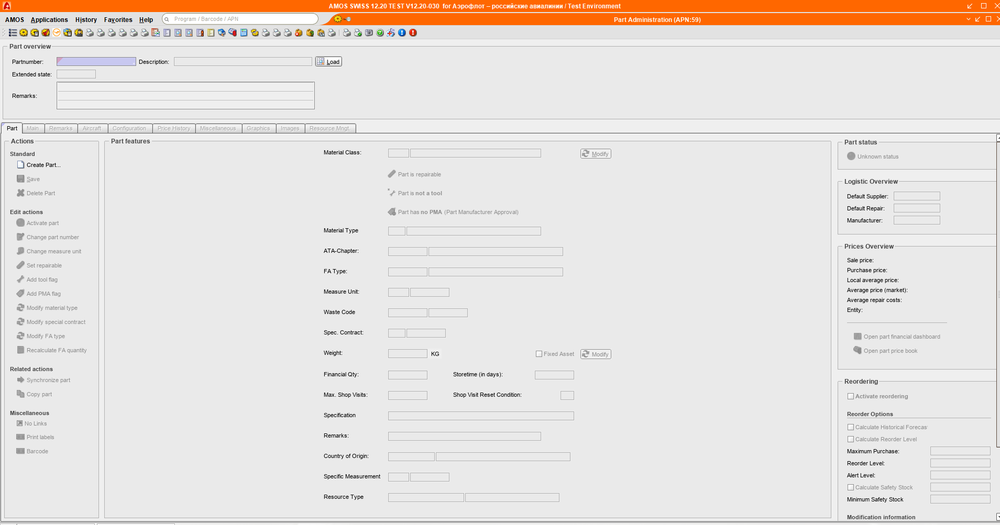 AMOS SWISS 12.20 TEST V12.20-030 for Аэрофлот – российские авиалинии / Test Environment
AMOS Applications History Favorites Help Program / Barcode / APN
Part Administration (APN:59)
Part overview
Partnumber: Description: Load
Extended state:
Remarks:
Part Main Remarks Aircraft Configuration Price History Miscellaneous Graphics Images Resource Mngt.
Actions
Standard
Create Part...
Save
Delete Part
Edit actions
Activate part
Change part number
Change measure unit
Set repairable
Add tool flag
Add PMA flag
Modify material type
Modify special contract
Modify FA type
Recalculate FA quantity
Related actions
Synchronize part
Copy part
Miscellaneous
No Links
Print labels
Barcode
Part features
Material Class: Modify
Part is repairable
Part is not a tool
Part has no PMA (Part Manufacturer Approval)
Material Type
ATA-Chapter:
FA Type:
Measure Unit:
Waste Code
Spec. Contract:
Weight: KG Fixed Asset Modify
Financial Qty: Storetime (in days):
Max. Shop Visits: Shop Visit Reset Condition:
Specification
Remarks:
Country of Origin:
Specific Measurement
Resource Type
Part status
Unknown status
Logistic Overview
Default Supplier:
Default Repair:
Manufacturer:
Prices Overview
Sale price:
Purchase price:
Local average price:
Average price (market):
Average repair costs:
Entity:
Open part financial dashboard
Open part price book
Reordering
Activate reordering
Reorder Options
Calculate Historical Forecas
Calculate Reorder Level
Maximum Purchase:
Reorder Level:
Alert Level:
Calculate Safety Stock
Minimum Safety Stock
Modification information